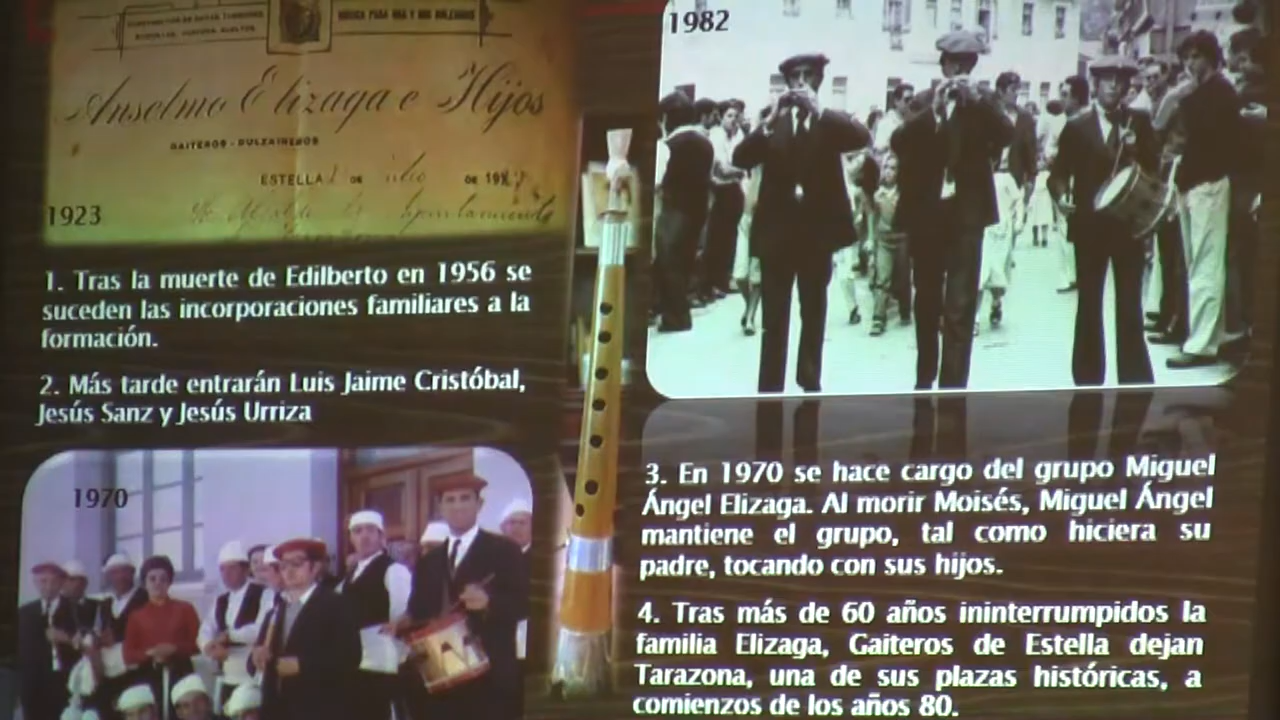 Anselmo Elizaga e Hijos
GAITEROS - DULZAINEROS
ESTELLA DE DE 19
1923
1. Tras la muerte de Edilberto en 1956 se
suceden las incorporaciones familiares a la
formación.
2. Más tarde entrarán Luis Jaime Cristóbal,
Jesús Sanz y Jesús Urriza
1970
1982
3. En 1970 se hace cargo del grupo Miguel
Ángel Elizaga. Al morir Moisés, Miguel Ángel
mantiene el grupo, tal como hiciera su
padre, tocando con sus hijos.
4. Tras más de 60 años ininterrumpidos la
familia Elizaga, Gaiteros de Estella dejan
Tarazona, una de sus plazas históricas, a
comienzos de los años 80.